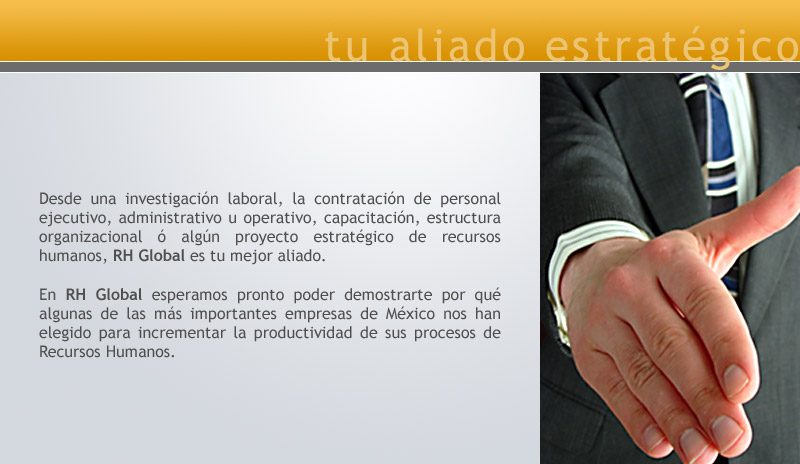 tu aliado estratégico
Desde una investigación laboral, la contratación de personal
ejecutivo, administrativo u operativo, capacitación, estructura
organizacional ó algún proyecto estratégico de recursos
humanos, RH Global es tu mejor aliado.
En RH Global esperamos pronto poder demostrarte por qué
algunas de las más importantes empresas de México nos han
elegido para incrementar la productividad de sus procesos de
Recursos Humanos.